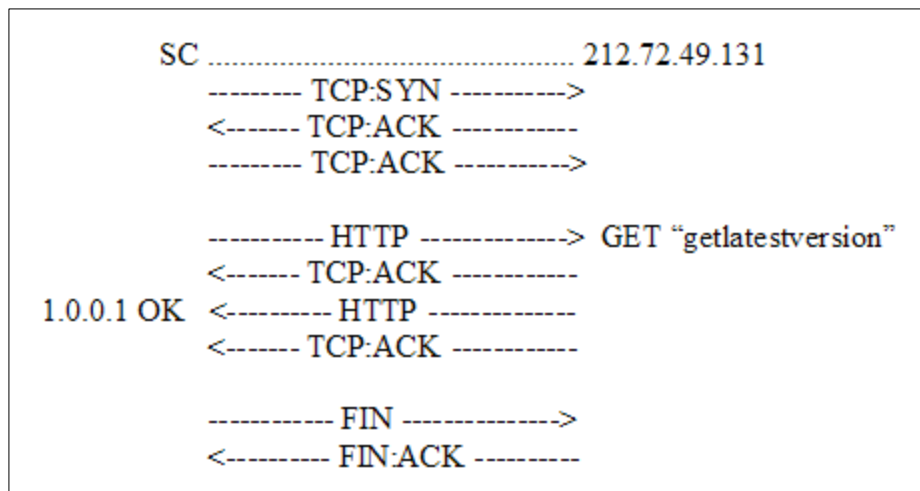 SC ............................................. 212.72.49.131
--------- TCP:SYN ----------->
<------- TCP:ACK ------------
--------- TCP:ACK ----------->
----------- HTTP --------------> GET “getlatestversion”
<------- TCP:ACK ------------
1.0.0.1 OK <---------- HTTP --------------
<------- TCP:ACK ------------
------------ FIN --------------->
<---------- FIN:ACK ----------